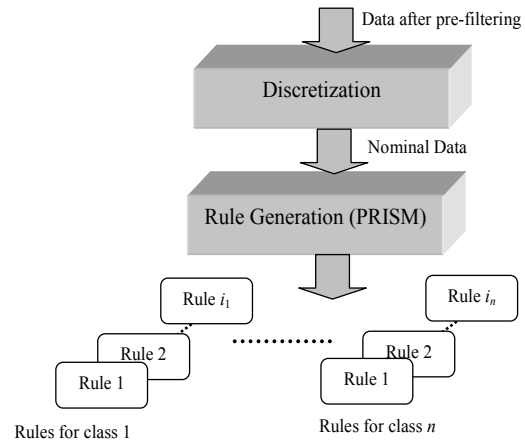 Data after pre-filtering
Discretization
Nominal Data
Rule Generation (PRISM)
Rule i1
Rule 2
Rule 1
Rules for class 1
Rule in
Rule 2
Rule 1
Rules for class n